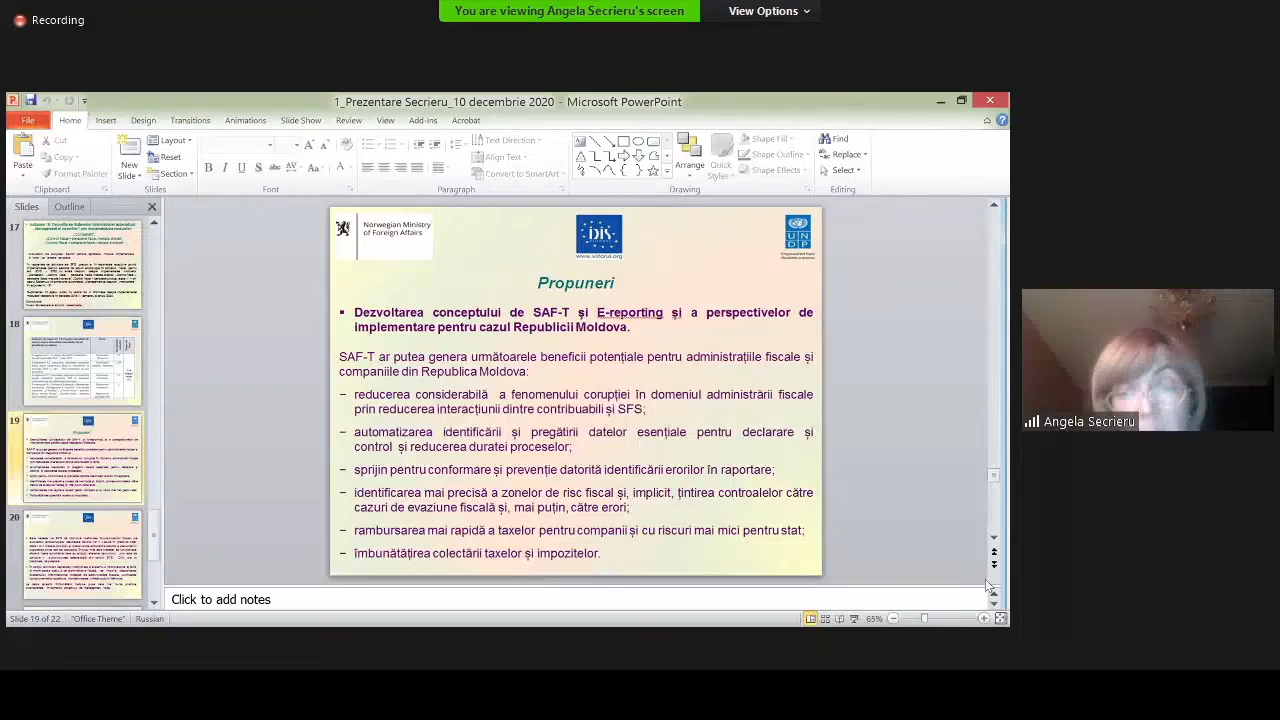 Recording
You are viewing Angela Secrieru's screen
View Options
1_Prezentare Secrieru_10 decembrie 2020 - Microsoft PowerPoint
File Home Insert Design Transitions Animations Slide Show Review View Add-ins Acrobat
Paste
Cut
Copy
Format Painter
Clipboard
New
Slide
Layout
Reset
Section
Slides
Font
Text Direction
Align Text
Convert to SmartArt
Paragraph
Arrange
Quick
Styles
Shape Fill
Shape Outline
Shape Effects
Drawing
Find
Replace
Select
Editing
Slides Outline
17
18
19
20
Norwegian Ministry
of Foreign Affairs
www.viitorul.org
U N
D P
Propuneri
▪ Dezvoltarea conceptului de SAF-T și E-reporting și a perspectivelor de
implementare pentru cazul Republicii Moldova.
SAF-T ar putea genera următoarele beneficii potențiale pentru administrația fiscale și
companiile din Republica Moldova:
− reducerea considerabilă a fenomenului corupției în domeniul administrării fiscale
prin reducerea interacțiunii dintre contribuabili și SFS;
− automatizarea identificării și pregătirii datelor esențiale pentru declarare și
control și reducerea duratei proceselor;
− sprijin pentru conformare și prevenție datorită identificării erorilor în raportare;
− identificarea mai precisă a zonelor de risc fiscal și, implicit, țintirea controalelor către
cazuri de evaziune fiscală și, mai puțin, către erori;
− rambursarea mai rapidă a taxelor pentru companii și cu riscuri mai mici pentru stat;
− îmbunătățirea colectării taxelor și impozitelor.
Click to add notes
Slide 19 of 22 "Office Theme" Russian 65%
Angela Secrieru